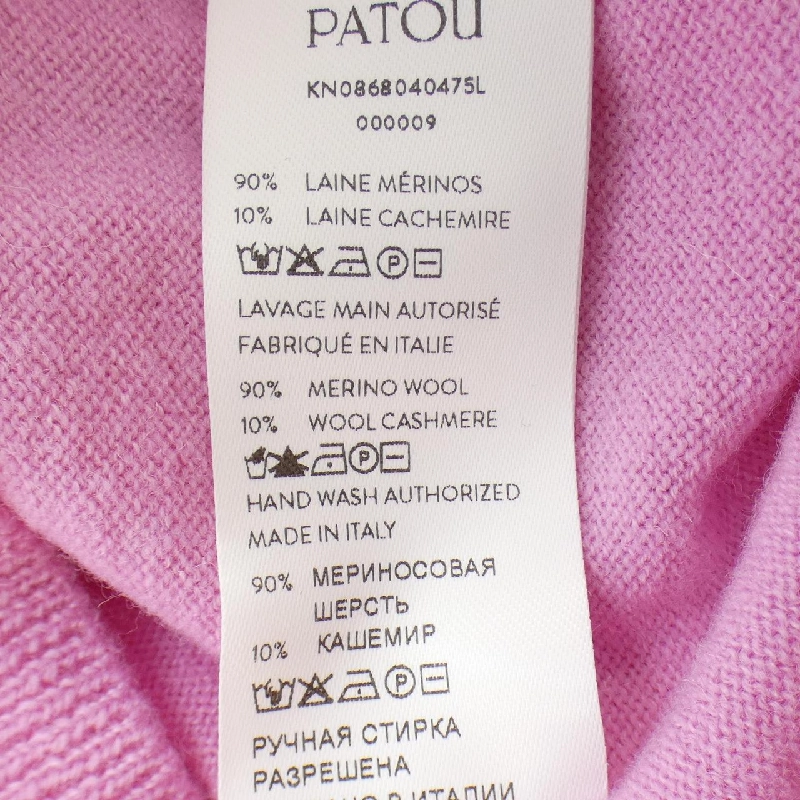 PATOU
KN0868040475L
000009
90% LAINE MÉRINOS
10% LAINE CACHEMIRE
P
LAVAGE MAIN AUTORISÉ
FABRIQUÉ EN ITALIE
90% MERINO WOOL
10% WOOL CASHMERE
P
HAND WASH AUTHORIZED
MADE IN ITALY
90% МЕРИНОСОВАЯ
ШЕРСТЬ
10% КАШЕМИР
P
РУЧНАЯ СТИРКА
РАЗРЕШЕНА
В ИТАЛИИ